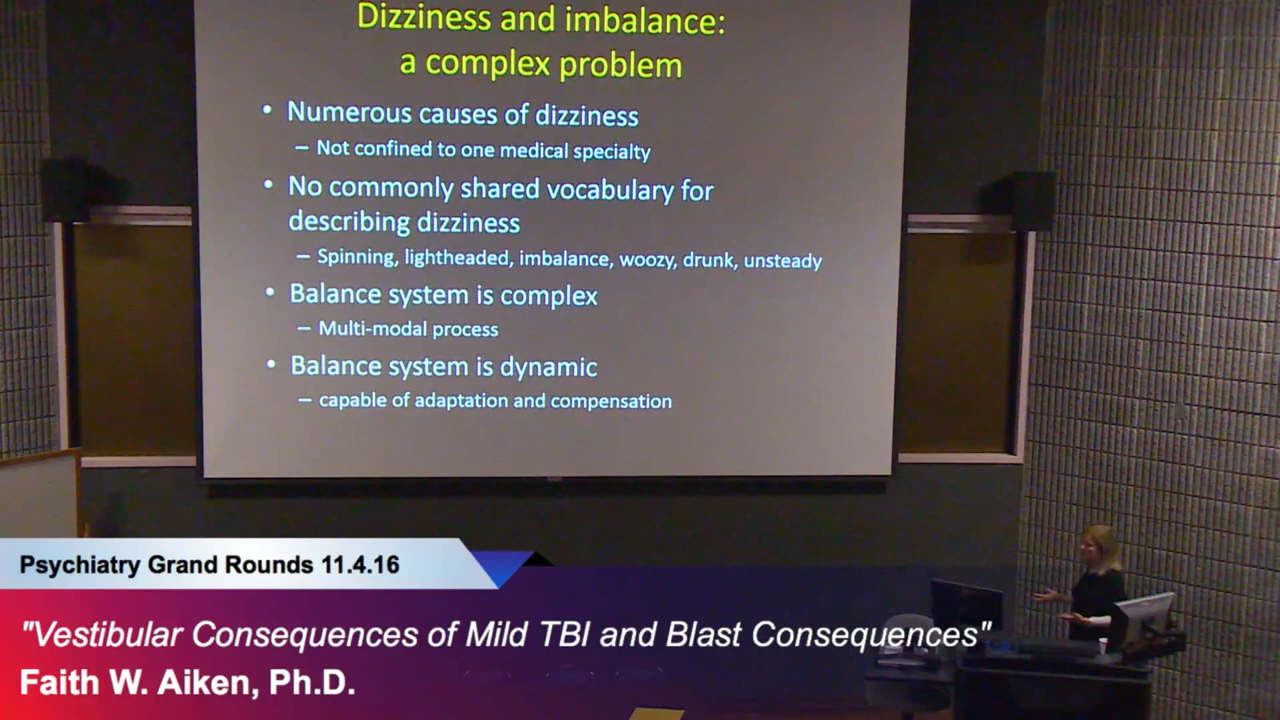 Dizziness and imbalance:
a complex problem
• Numerous causes of dizziness
– Not confined to one medical specialty
• No commonly shared vocabulary for
describing dizziness
– Spinning, lightheaded, imbalance, woozy, drunk, unsteady
• Balance system is complex
– Multi-modal process
• Balance system is dynamic
– capable of adaptation and compensation
Psychiatry Grand Rounds 11.4.16
"Vestibular Consequences of Mild TBI and Blast Consequences"
Faith W. Aiken, Ph.D.